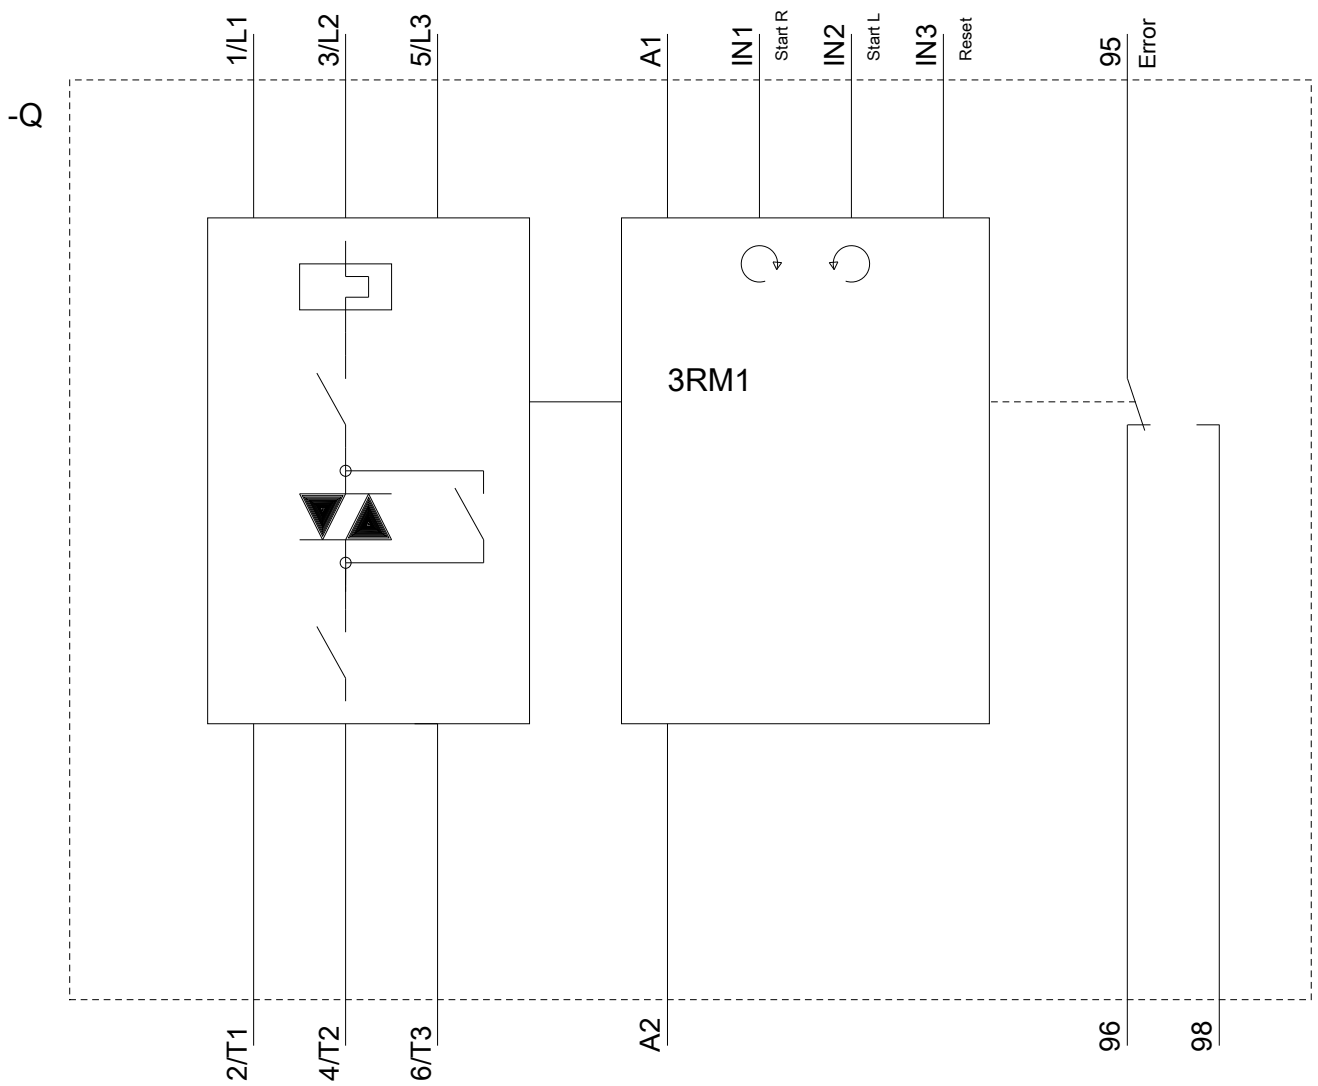 1/L1
3/L2
5/L3
A1
IN1
Start R
IN2
Start L
IN3
Reset
95
Error
-Q
3RM1
2/T1
4/T2
6/T3
A2
96
98